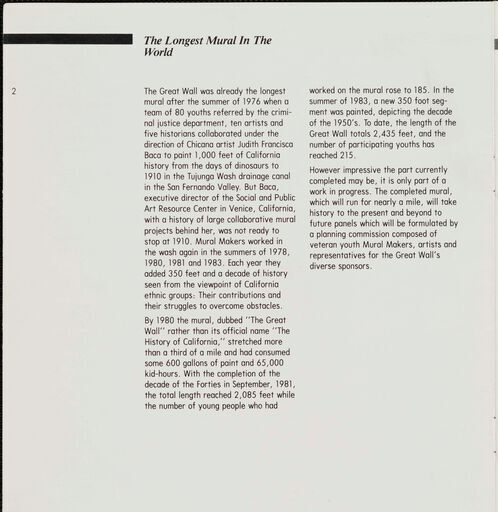 The Longest Mural In The
World
2
The Great Wall was already the longest
mural after the summer of 1976 when a
team of 80 youths referred by the crimi-
nal justice department, ten artists and
five historians collaborated under the
direction of Chicana artist Judith Francisca
Baca to paint 1,000 feet of California
history from the days of dinosaurs to
1910 in the Tujunga Wash drainage canal
in the San Fernando Valley. But Baca,
executive director of the Social and Public
Art Resource Center in Venice, California,
with a history of large collaborative mural
projects behind her, was not ready to
stop at 1910. Mural Makers worked in
the wash again in the summers of 1978,
1980, 1981 and 1983. Each year they
added 350 feet and a decade of history
seen from the viewpoint of California
ethnic groups: Their contributions and
their struggles to overcome obstacles.
By 1980 the mural, dubbed "The Great
Wall" rather than its official name "The
History of California," stretched more
than a third of a mile and had consumed
some 600 gallons of paint and 65,000
kid-hours. With the completion of the
decade of the Forties in September, 1981,
the total length reached 2,085 feet while
the number of young people who had
worked on the mural rose to 185. In the
summer of 1983, a new 350 foot seg-
ment was painted, depicting the decade
of the 1950's. To date, the length of the
Great Wall totals 2,435 feet, and the
number of participating youths has
reached 215.
However impressive the part currently
completed may be, it is only part of a
work in progress. The completed mural,
which will run for nearly a mile, will take
history to the present and beyond to
future panels which will be formulated by
a planning commission composed of
veteran youth Mural Makers, artists and
representatives for the Great Wall's
diverse sponsors.